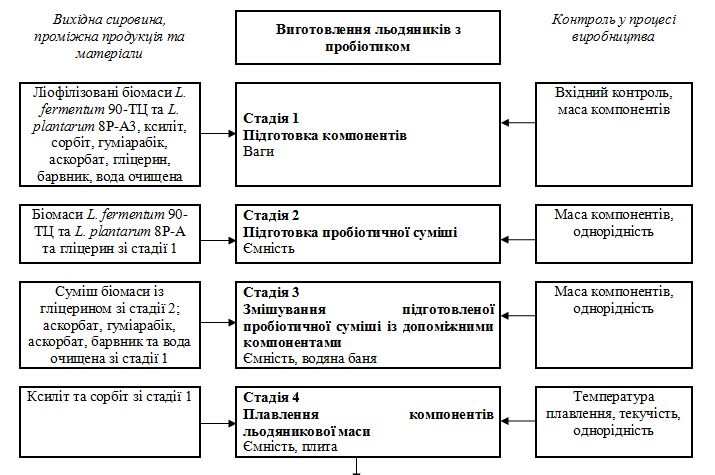 Вихідна сировина,
проміжна продукція та
матеріали
Виготовлення льодяників з
пробіотиком
Контроль у процесі
виробництва
Ліофілізовані біомаси L.
fermentum 90-ТЦ та L.
plantarum 8Р-А3, ксиліт,
сорбіт, гуміарабік,
аскорбат, гліцерин,
барвник, вода очищена
Стадія 1
Підготовка компонентів
Ваги
Вхідний контроль,
маса компонентів
Біомаси L. fermentum 90-
ТЦ та L. plantarum 8Р-А
та гліцерин зі стадії 1
Стадія 2
Підготовка пробіотичної суміші
Ємність
Маса компонентів,
однорідність
Суміш біомаси із
гліцерином зі стадії 2;
аскорбат, гуміарабік,
аскорбат, барвник та вода
очищена зі стадії 1
Стадія 3
Змішування підготовленої
пробіотичної суміші із допоміжними
компонентами
Ємність, водяна баня
Маса компонентів,
однорідність
Ксиліт та сорбіт зі стадії 1
Стадія 4
Плавлення компонентів
льодяникової маси
Ємність, плита
Температура
плавлення, текучість,
однорідність